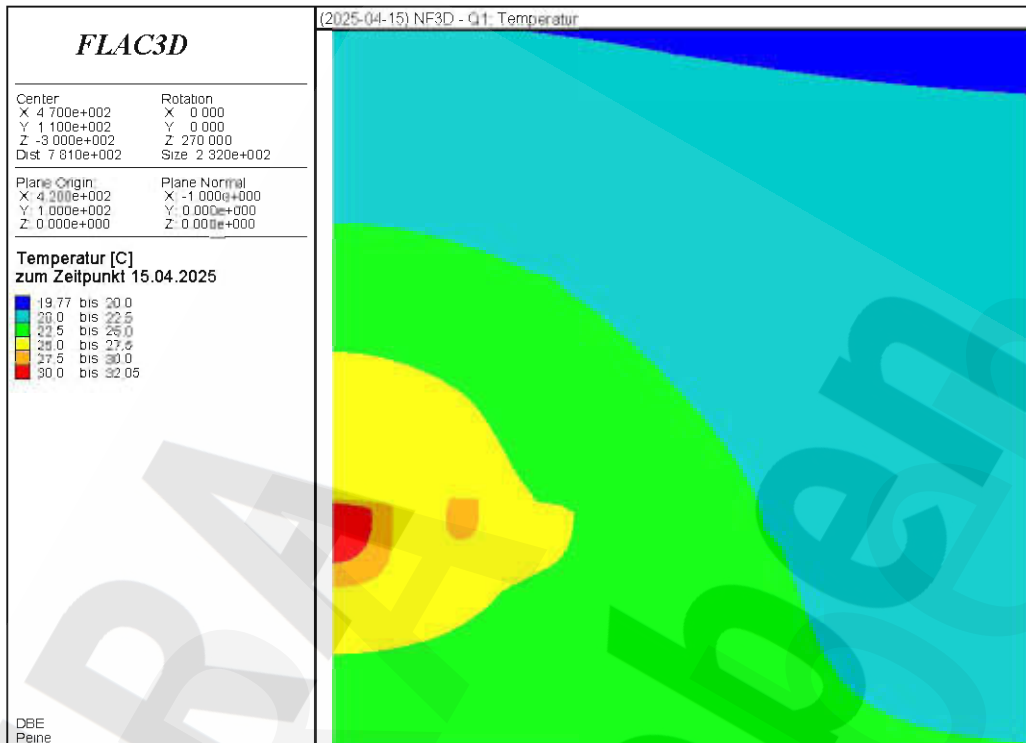 (2025-04-15) NF3D - Q1: Temperatur
FLAC3D
Center Rotation
X 4 700e+002 X 0 000
Y 1 100e+002 Y 0 000
Z -3 000e+002 Z 270 000
Dist 7 810e+002 Size 2 320e+002
Plane Origin: Plane Normal
X: 4.200e+002 X: -1 000e+000
Y: 1.000e+002 Y: 0.000e+000
Z: 0.000e+000 Z: 0.000e+000
Temperatur [C]
zum Zeitpunkt 15.04.2025
19.77 bis 20.0
20.0 bis 22.5
22.5 bis 25.0
25.0 bis 27.5
27.5 bis 30.0
30.0 bis 32.05
DBE
Peine